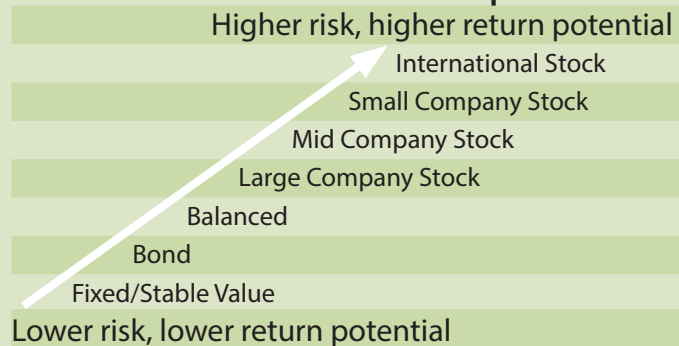 Higher risk, higher return potential
International Stock
Small Company Stock
Mid Company Stock
Large Company Stock
Balanced
Bond
Fixed/Stable Value
Lower risk, lower return potential